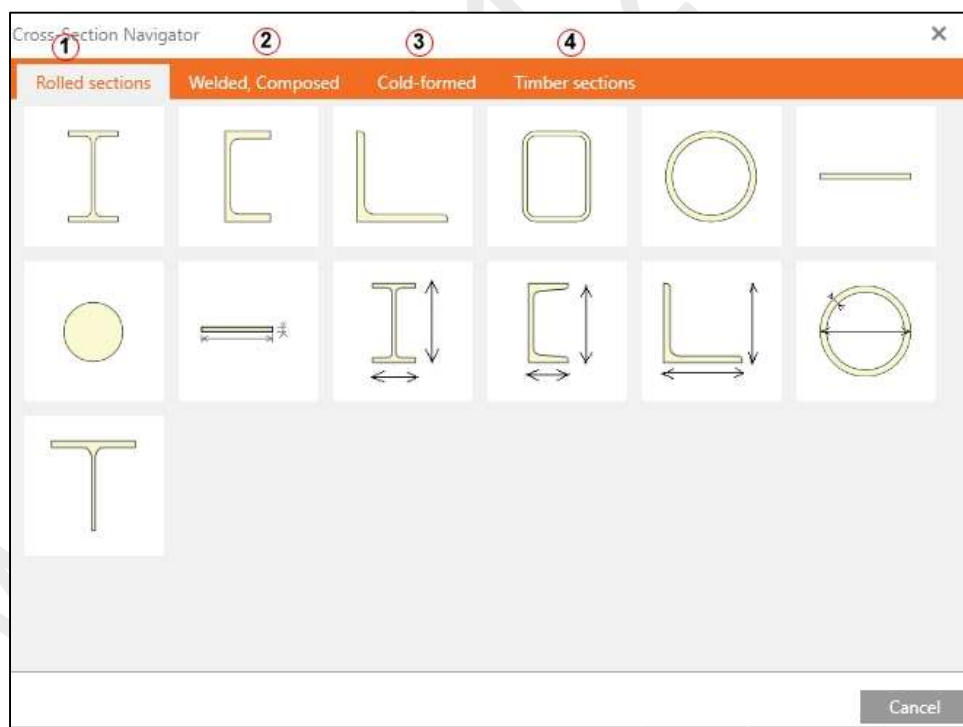 Cross-Section Navigator
1 2 3 4
Rolled sections Welded, Composed Cold-formed Timber sections
Cancel